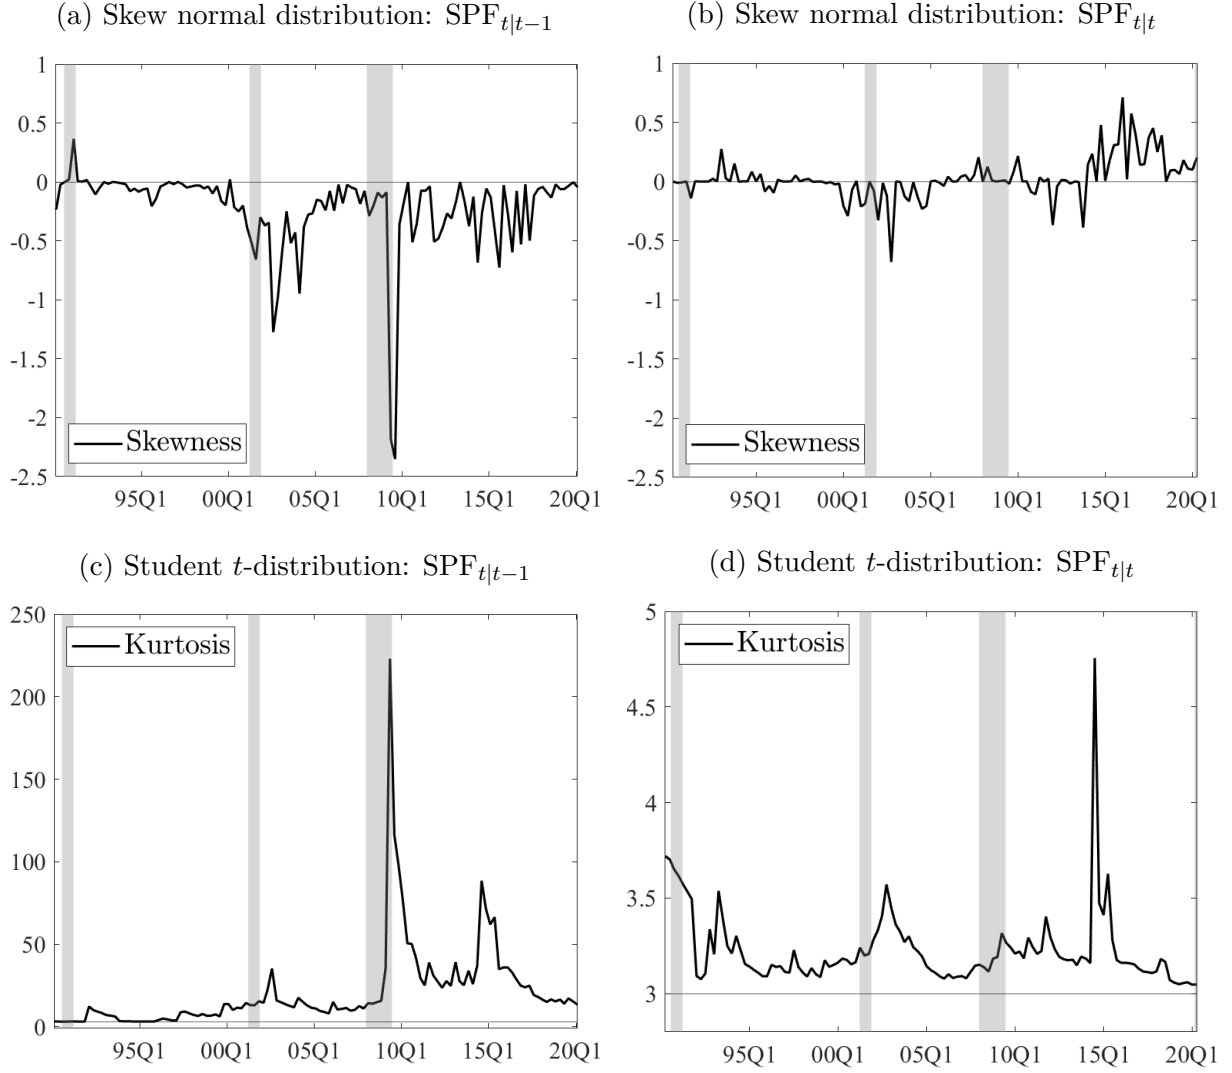 (a) Skew normal distribution: SPF_{t|t−1}
(b) Skew normal distribution: SPF_{t|t}
1
0.5
0
-0.5
-1
-1.5
-2
-2.5
Skewness
95Q1 00Q1 05Q1 10Q1 15Q1 20Q1
1
0.5
0
-0.5
-1
-1.5
-2
-2.5
Skewness
95Q1 00Q1 05Q1 10Q1 15Q1 20Q1
(c) Student t-distribution: SPF_{t|t−1}
(d) Student t-distribution: SPF_{t|t}
250
200
150
100
50
0
Kurtosis
95Q1 00Q1 05Q1 10Q1 15Q1 20Q1
5
4.5
4
3.5
3
Kurtosis
95Q1 00Q1 05Q1 10Q1 15Q1 20Q1